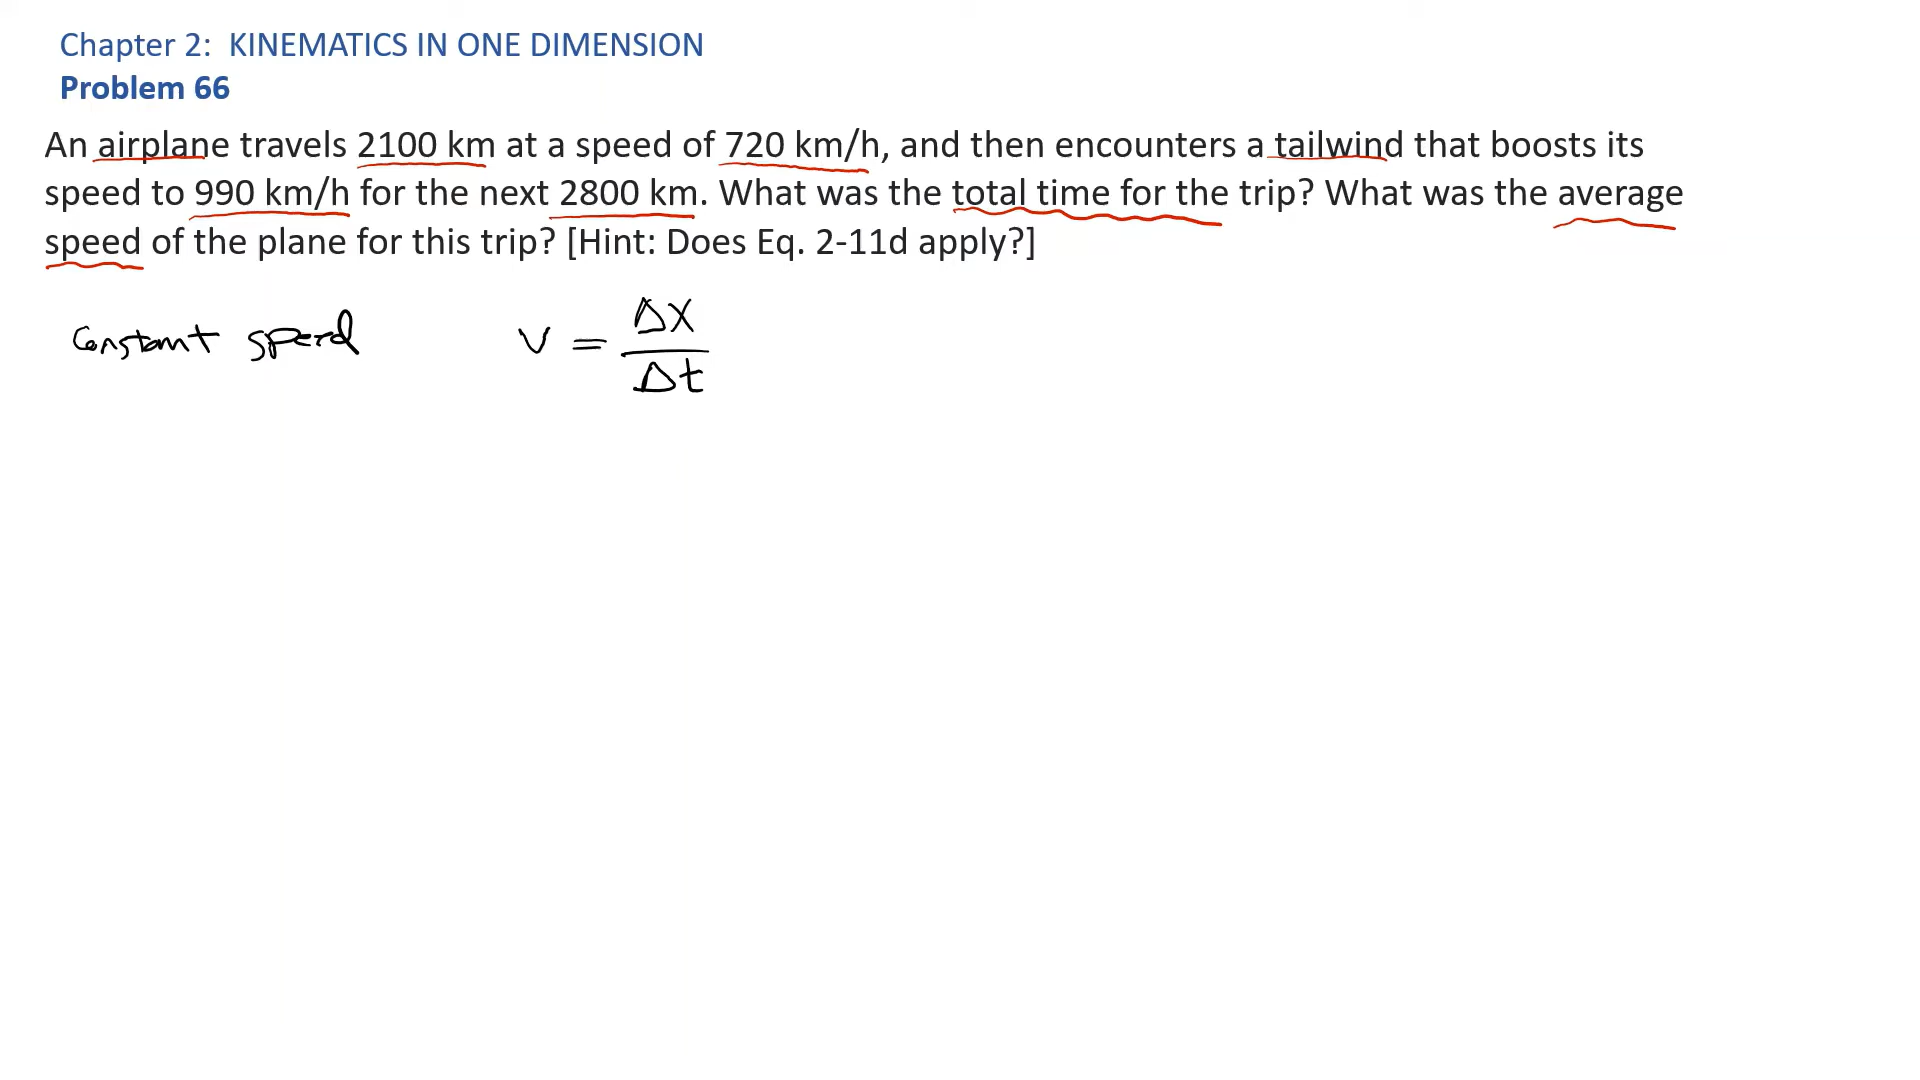 Chapter 2: KINEMATICS IN ONE DIMENSION
Problem 66
An airplane travels 2100 km at a speed of 720 km/h, and then encounters a tailwind that boosts its
speed to 990 km/h for the next 2800 km. What was the total time for the trip? What was the average
speed of the plane for this trip? [Hint: Does Eq. 2-11d apply?]
Constant speed v = Δx / Δt